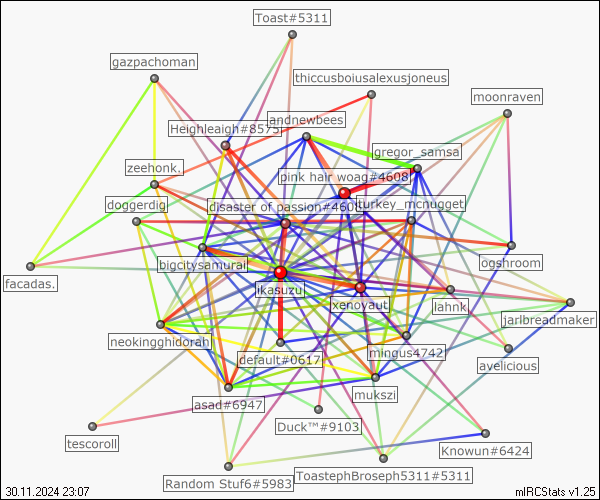 Toast#5311
gazpachoman
thiccusboiusalexusjoneus
moonraven
andnewbees
Heighleaigh#8575
gregor_samsa
zeehonk.
pink hair woag#4608
doggerdig
disaster of passion#460
turkey_mcnugget
bigcitysamurai
ogshroom
facadas.
ikasuzu
xenovaut
lahnk
jarlbreadmaker
neokingghidorah
default#0617
mingus4742
avelicious
asad#6947
mukszi
Duck™#9103
tescoroll
Knowun#6424
Random Stuf6#5983
ToastephBroseph5311#5311
30.11.2024 23:07
mIRCStats v1.25